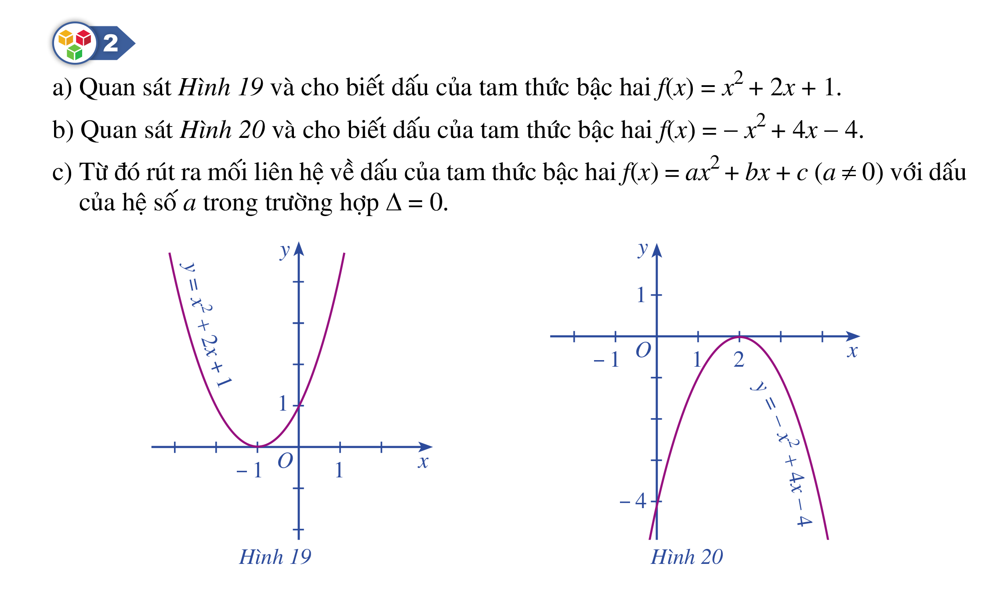 2
a) Quan sát Hình 19 và cho biết dấu của tam thức bậc hai f(x) = x² + 2x + 1.
b) Quan sát Hình 20 và cho biết dấu của tam thức bậc hai f(x) = – x² + 4x – 4.
c) Từ đó rút ra mối liên hệ về dấu của tam thức bậc hai f(x) = ax² + bx + c (a ≠ 0) với dấu
của hệ số a trong trường hợp Δ = 0.
y
y = x² + 2x + 1
1
O
x
– 1
1
Hình 19
y
1
O
x
– 1
1
2
y = – x² + 4x – 4
– 4
Hình 20